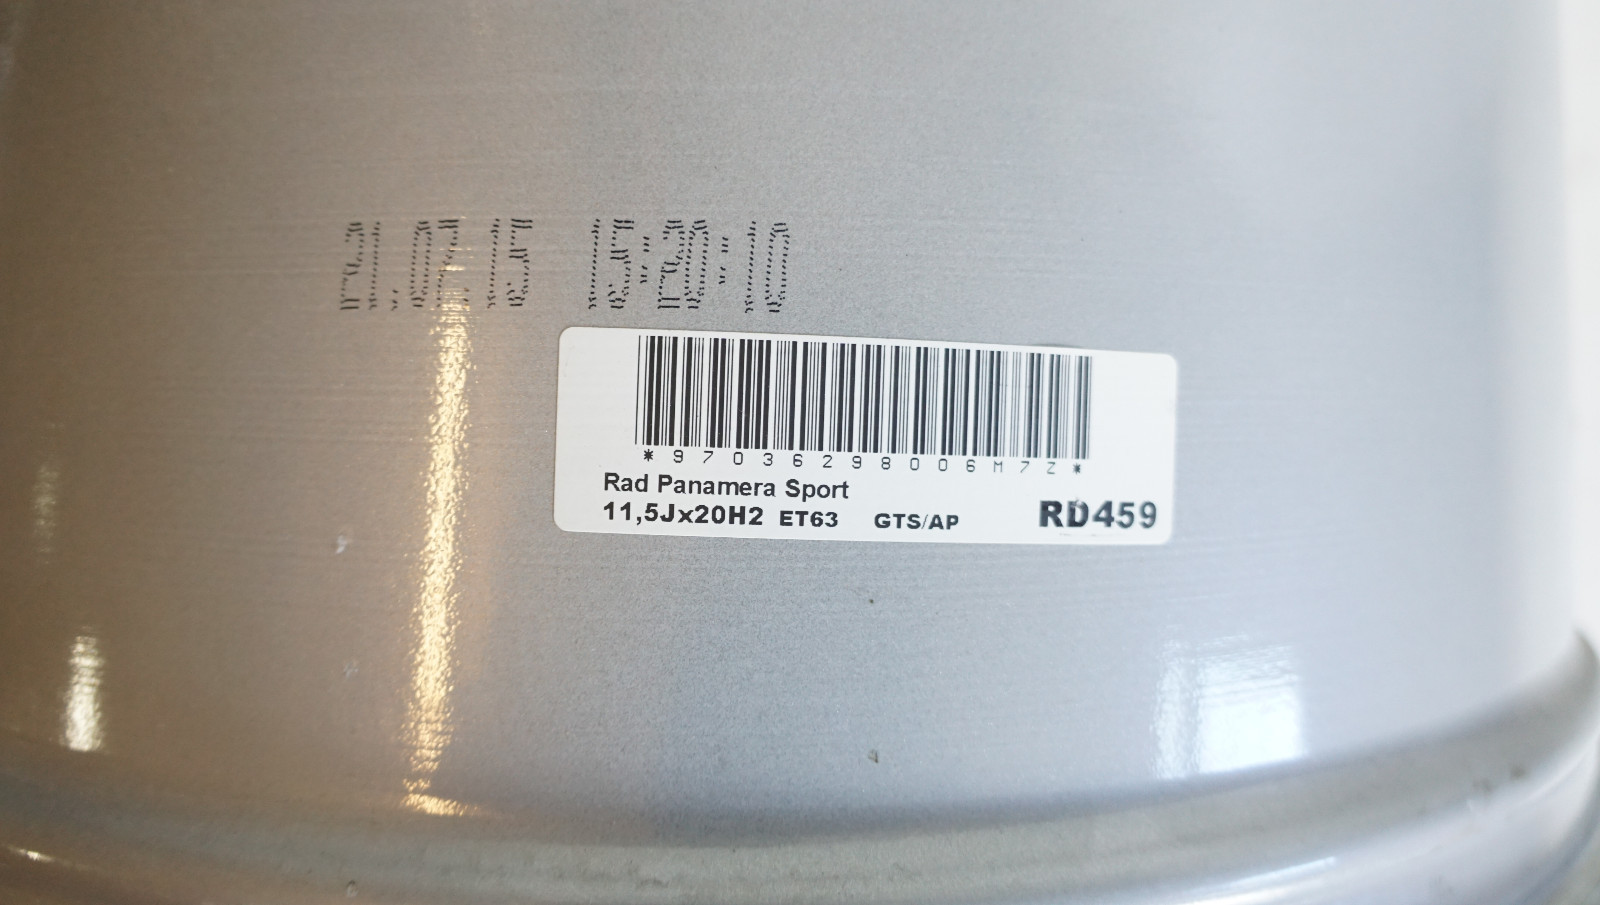 21.07.15 15:20:10
*97036298006M7Z*
Rad Panamera Sport
11,5Jx20H2 ET63 GTS/AP RD459